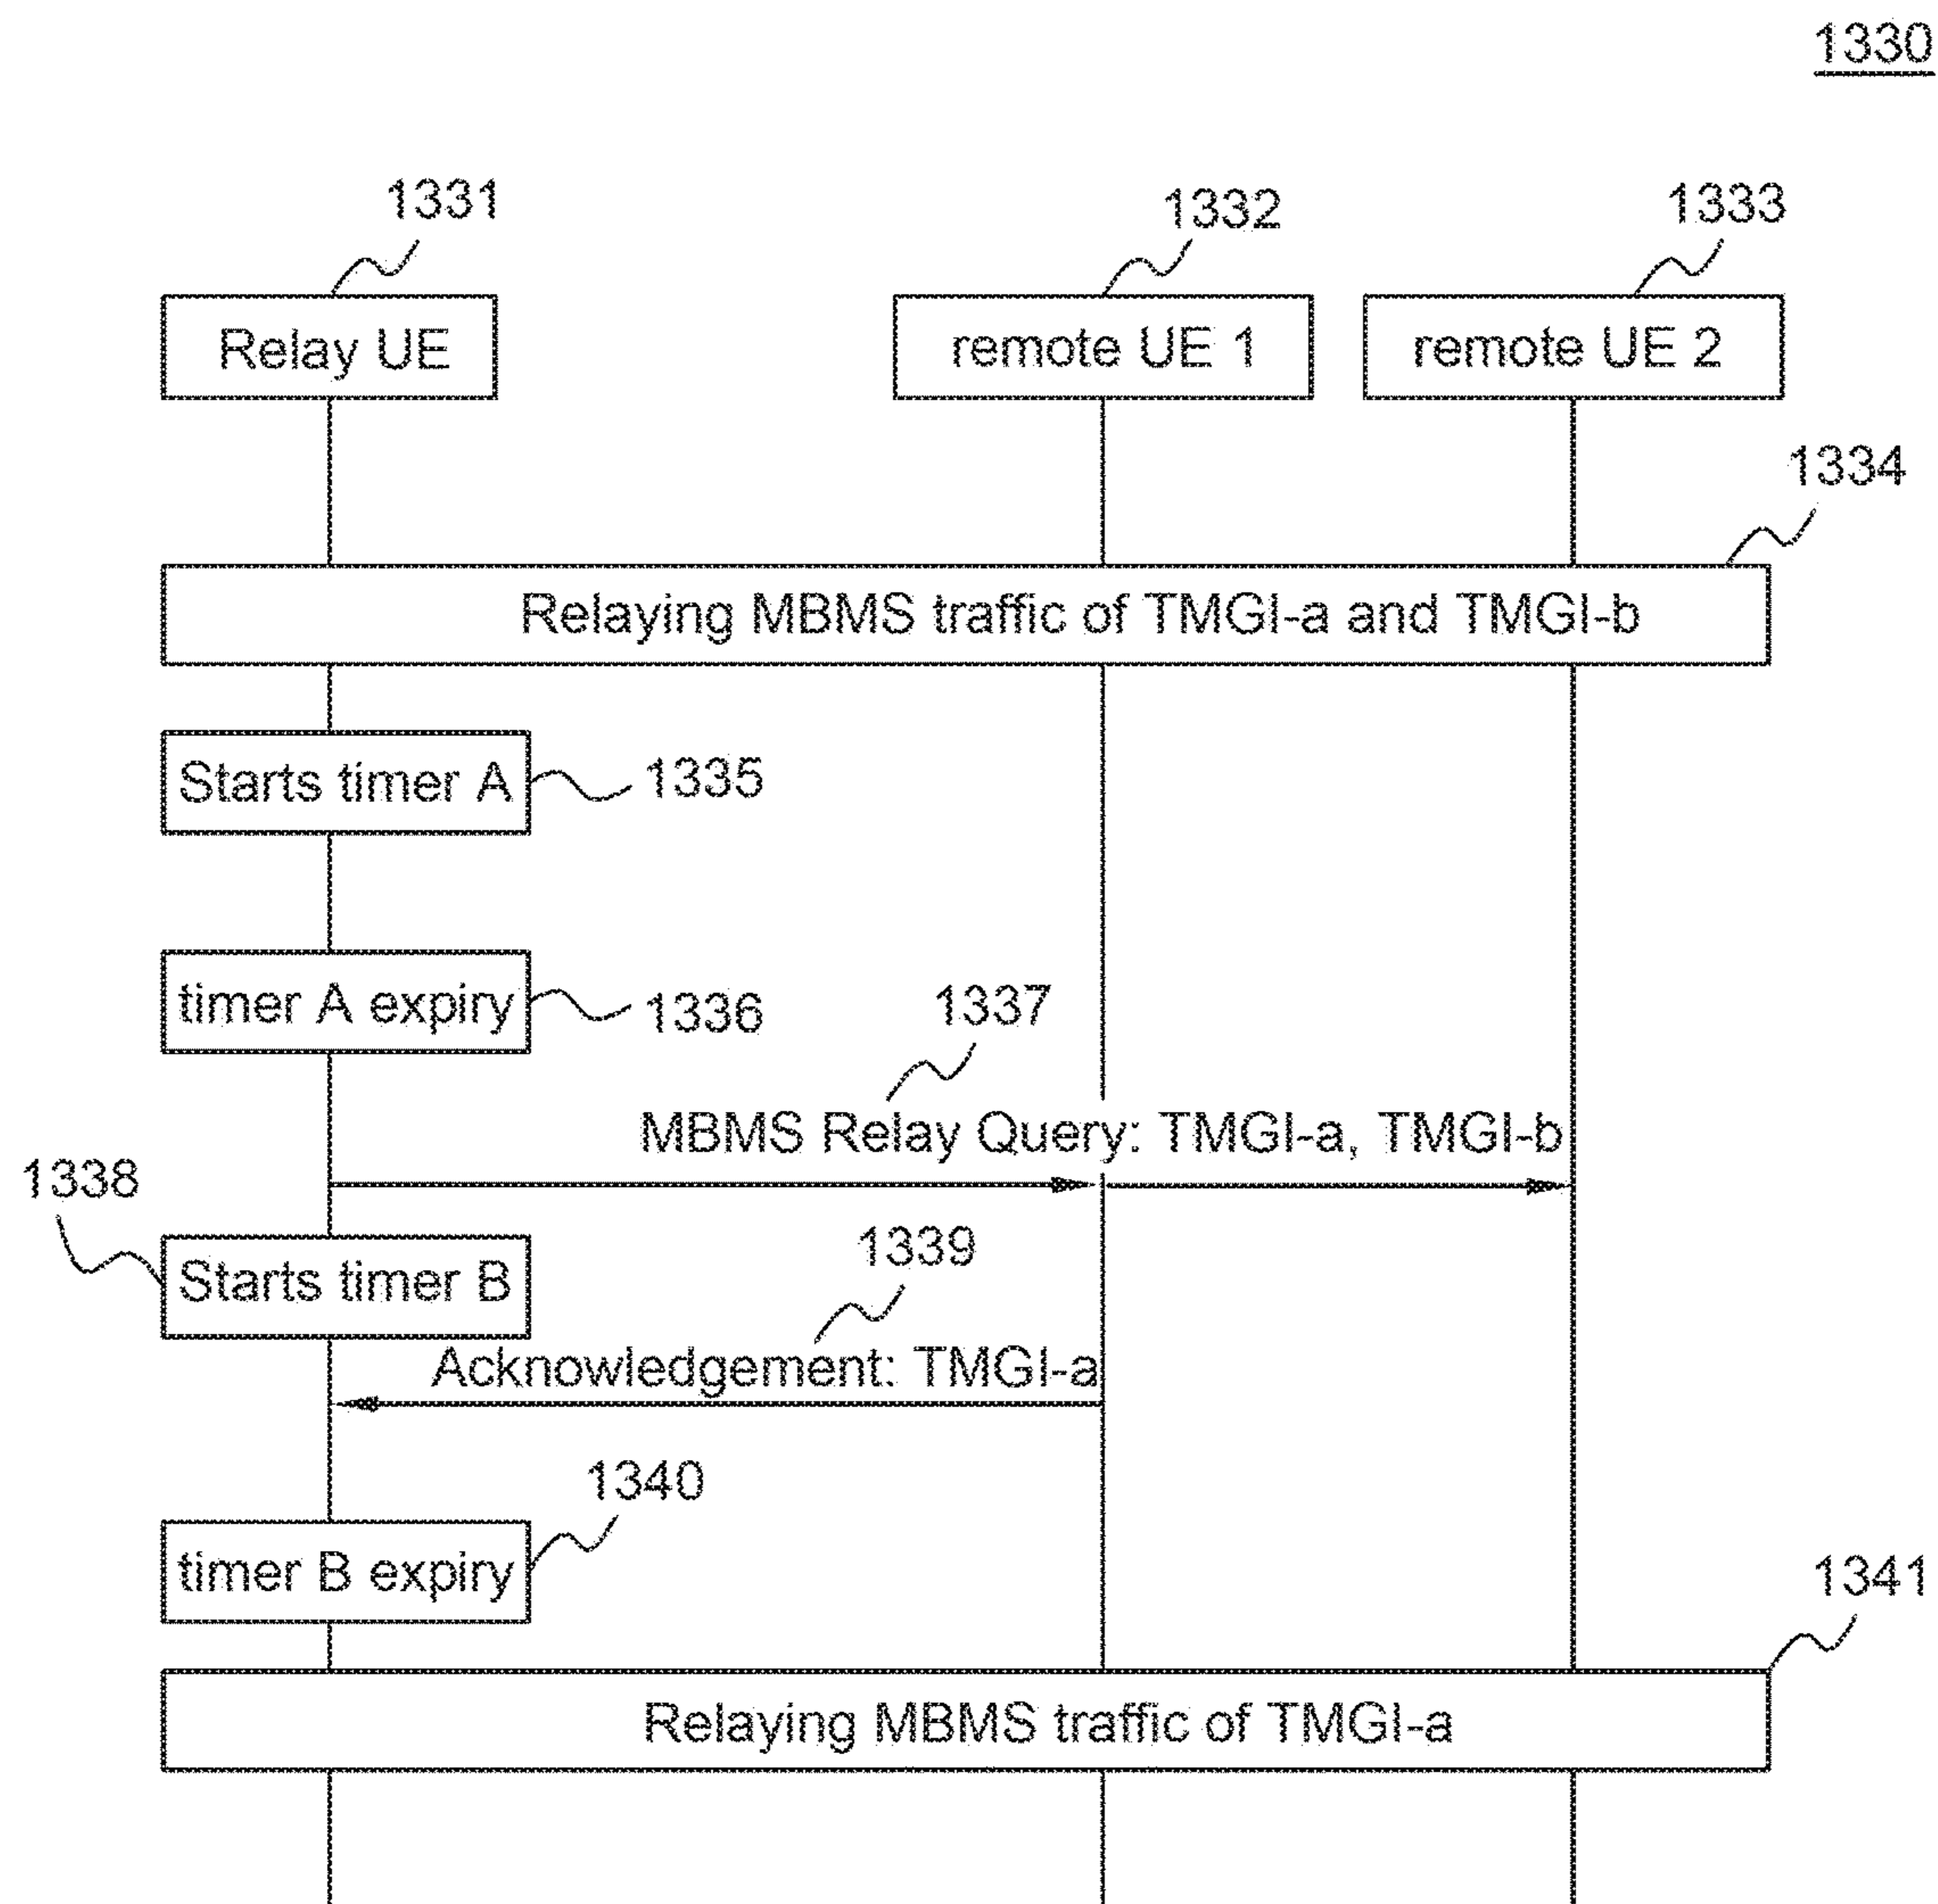 1330
1331
1332
1333
Relay UE
remote UE 1
remote UE 2
1334
Relaying MBMS traffic of TMGI-a and TMGI-b
Starts timer A
1335
timer A expiry
1336
1337
MBMS Relay Query: TMGI-a, TMGI-b
1338
Starts timer B
1339
Acknowledgement: TMGI-a
1340
timer B expiry
1341
Relaying MBMS traffic of TMGI-a